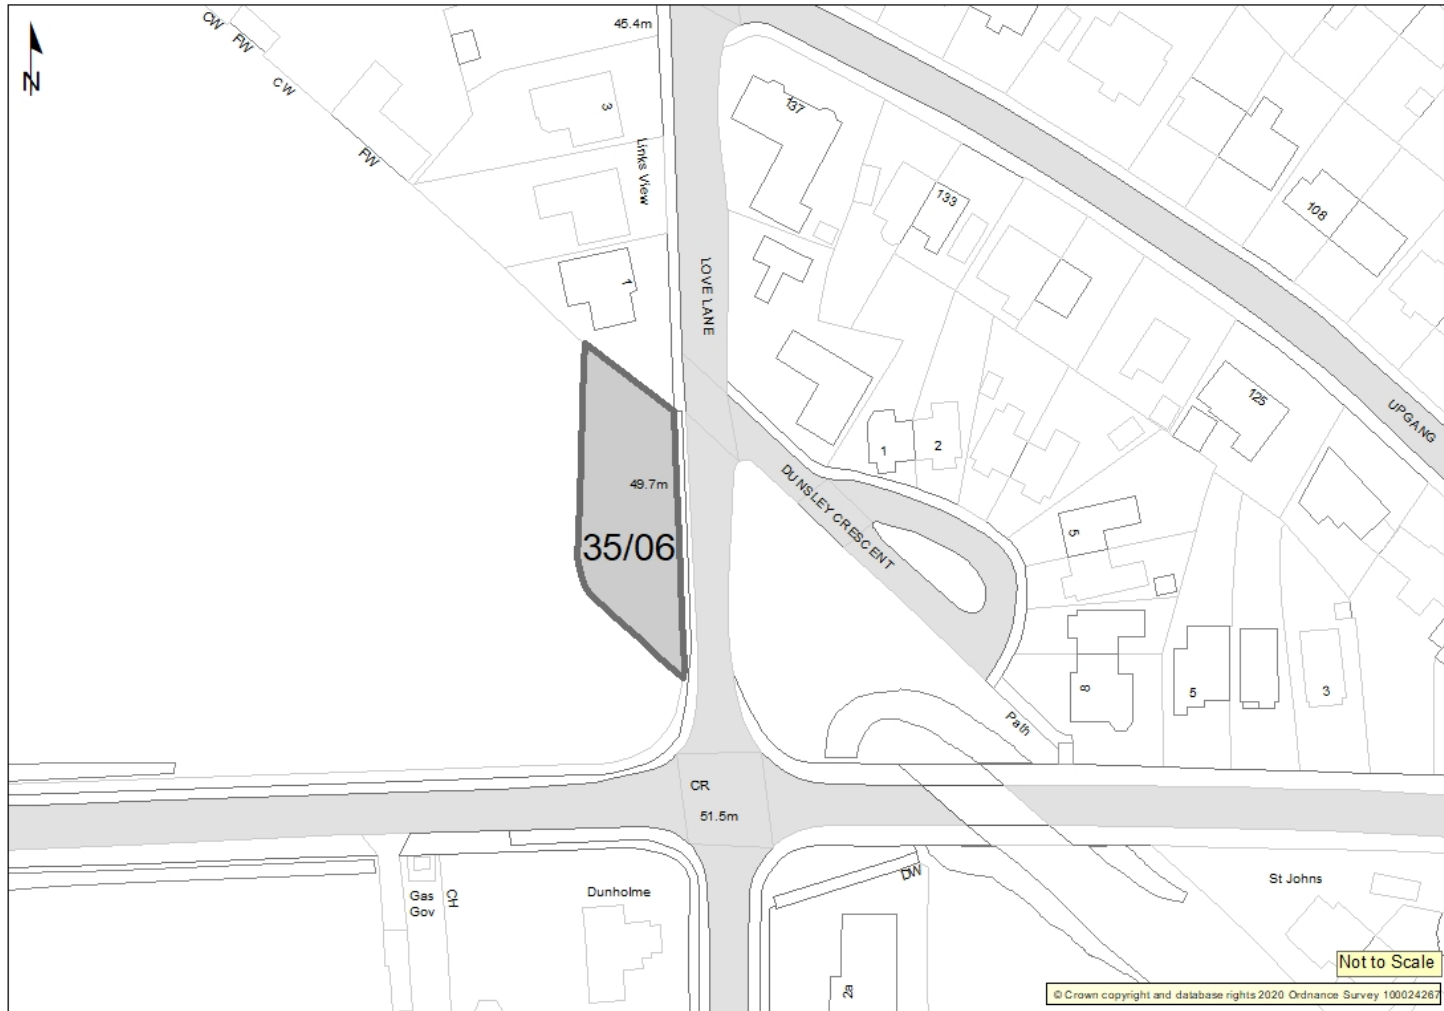 CW
FW
CW
FW
N
45.4m
3
Links View
1
LOVE LANE
137
133
108
125
UPGANG
1
2
DUNSLEY CRESCENT
5
49.7m
35/06
8
5
3
Path
CR
51.5m
Gas
Gov
CH
Dunholme
DW
2a
St Johns
Not to Scale
© Crown copyright and database rights 2020 Ordnance Survey 100024267